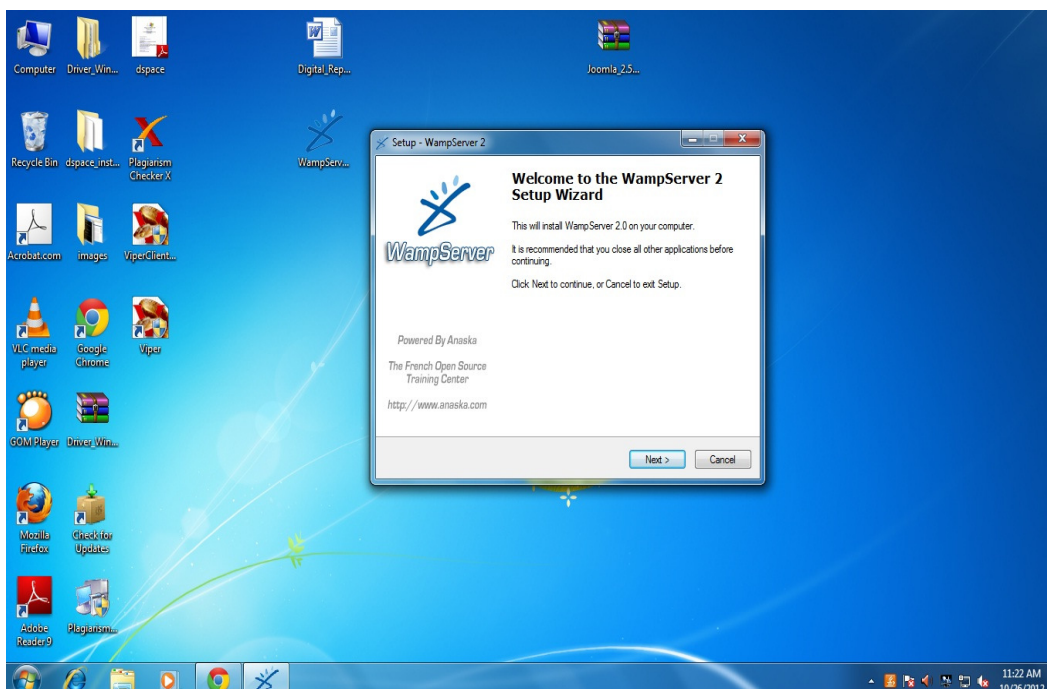 Computer
Driver_Win...
dspace
Digital_Rep...
Joomla_2.5...
Recycle Bin
dspace_inst...
Plagiarism
Checker X
WampServ...
Acrobat.com
images
ViperClient...
VLC media
player
Google
Chrome
Viper
GOM Player
Driver_Win...
Mozilla
Firefox
Check for
Updates
Adobe
Reader 9
Plagiarism...
Setup - WampServer 2
WampServer
Powered By Anaska
The French Open Source
Training Center
http://www.anaska.com
Welcome to the WampServer 2
Setup Wizard
This will install WampServer 2.0 on your computer.
It is recommended that you close all other applications before
continuing.
Click Next to continue, or Cancel to exit Setup.
Next >
Cancel
11:22 AM
10/26/2012